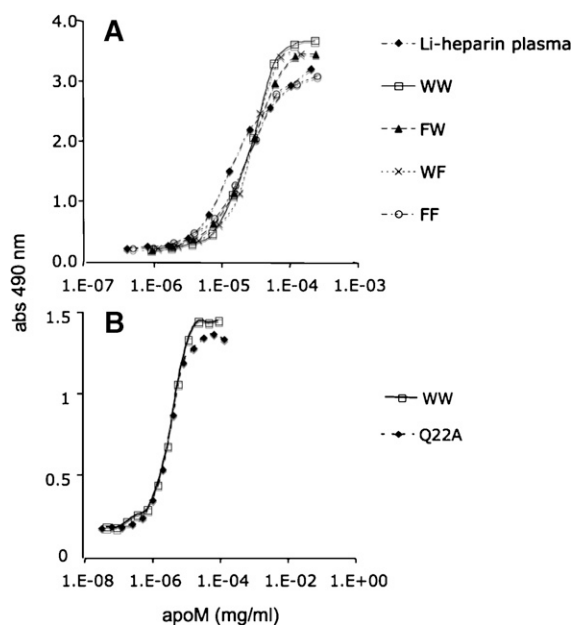 A
4.0
3.0
2.0
1.0
0.0
1.E-07 1.E-06 1.E-05 1.E-04 1.E-03
Li-heparin plasma
WW
FW
WF
FF
abs 490 nm
B
1.5
1
0.5
0
1.E-08 1.E-06 1.E-04 1.E-02 1.E+00
WW
Q22A
apoM (mg/ml)